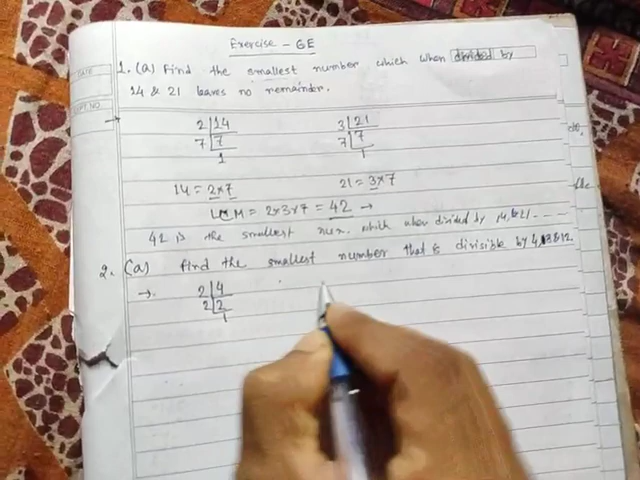 Exercise - 6E
1. (a) Find the smallest number which when divided by
14 & 21 leaves no remainder.
2 14 3 21
7 7 7 7
1 1
14 = 2×7 21 = 3×7
LCM = 2×3×7 = 42 →
42 is the smallest num. which when divided by 14, & 21 - - -
2. (a) Find the smallest number that is divisible by 4, 8 & 12
→. 2 4
2 2
1